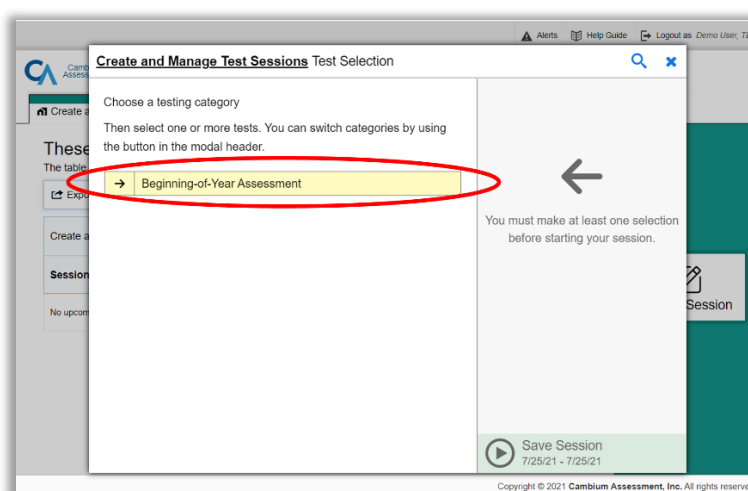 Alerts Help Guide Logout as Demo User, T
CA Camb
Assess
Create and Manage Test Sessions Test Selection
Create a
Choose a testing category
Then select one or more tests. You can switch categories by using
the button in the modal header.
→ Beginning-of-Year Assessment
You must make at least one selection
before starting your session.
These
The table
Expo
Create a
Session
No upcom
Session
Save Session
7/25/21 - 7/25/21
Copyright © 2021 Cambium Assessment, Inc. All rights reserve